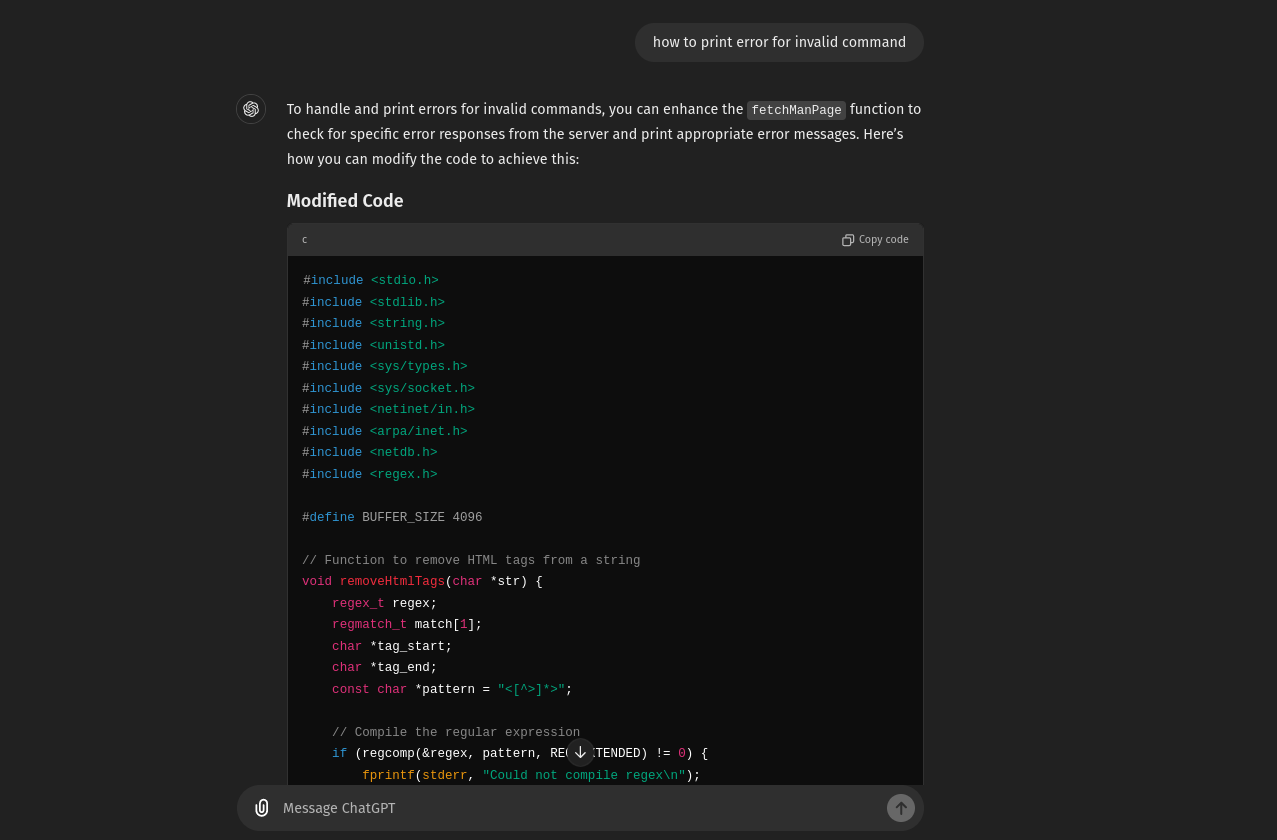 how to print error for invalid command
To handle and print errors for invalid commands, you can enhance the fetchManPage function to
check for specific error responses from the server and print appropriate error messages. Here’s
how you can modify the code to achieve this:
Modified Code
c Copy code
#include <stdio.h>
#include <stdlib.h>
#include <string.h>
#include <unistd.h>
#include <sys/types.h>
#include <sys/socket.h>
#include <netinet/in.h>
#include <arpa/inet.h>
#include <netdb.h>
#include <regex.h>
#define BUFFER_SIZE 4096
// Function to remove HTML tags from a string
void removeHtmlTags(char *str) {
    regex_t regex;
    regmatch_t match[1];
    char *tag_start;
    char *tag_end;
    const char *pattern = "<[^>]*>";
    // Compile the regular expression
    if (regcomp(&regex, pattern, REG_EXTENDED) != 0) {
        fprintf(stderr, "Could not compile regex\n");
Message ChatGPT